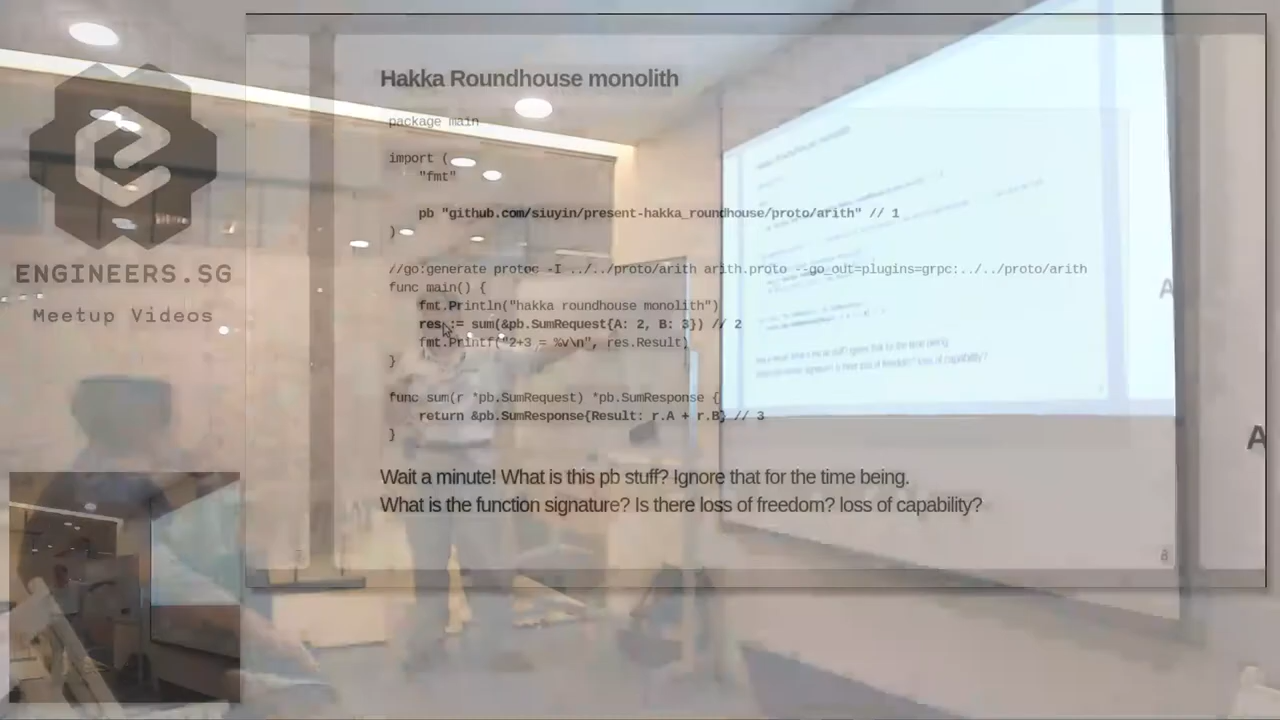 Hakka Roundhouse monolith
package main
import (
"fmt"
pb "github.com/siuyin/present-hakka_roundhouse/proto/arith" // 1
)
//go:generate protoc -I ../../proto/arith arith.proto --go_out=plugins=grpc:../../proto/arith
func main() {
fmt.Println("hakka roundhouse monolith")
res := sum(&pb.SumRequest{A: 2, B: 3}) // 2
fmt.Printf("2+3 = %v\n", res.Result)
}
func sum(r *pb.SumRequest) *pb.SumResponse {
return &pb.SumResponse{Result: r.A + r.B} // 3
}
Wait a minute! What is this pb stuff? Ignore that for the time being.
What is the function signature? Is there loss of freedom? loss of capability?
8
ENGINEERS.SG
Meetup Videos